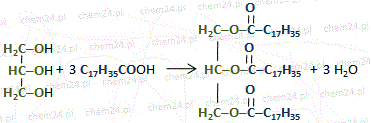 H₂C–OH
HC–OH + 3 C₁₇H₃₅COOH
H₂C–OH
O
H₂C–O–C–C₁₇H₃₅
O
HC–O–C–C₁₇H₃₅ + 3 H₂O
O
H₂C–O–C–C₁₇H₃₅
chem24.pl